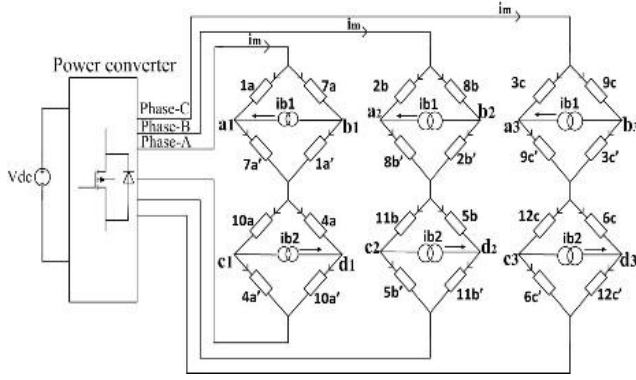 im
im
im
Power converter
1a 7a 2b 8b 3c 9c
Phase-C
ib1 ib1 ib1
a1 b1 a2 b2 a3 b3
Phase-B
Phase-A
7a' 1a' 8b' 2b' 9c' 3c'
Vdc
10a 4a 11b 5b 12c 6c
ib2 ib2 ib2
c1 d1 c2 d2 c3 d3
4a' 10a' 5b' 11b' 6c' 12c'